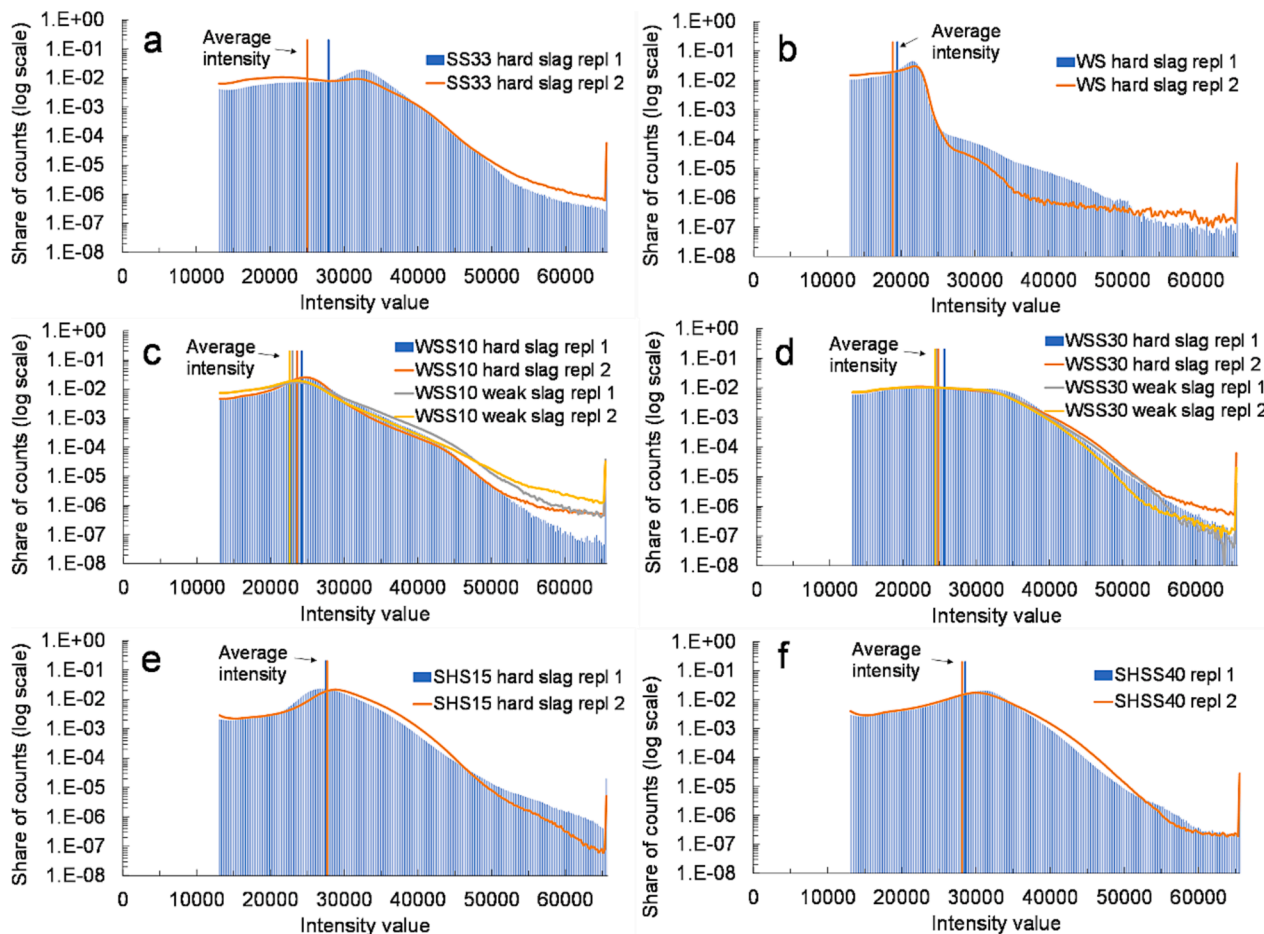 a
Share of counts (log scale)
1.E+00
1.E-01
1.E-02
1.E-03
1.E-04
1.E-05
1.E-06
1.E-07
1.E-08
Average
intensity
SS33 hard slag repl 1
SS33 hard slag repl 2
0 10000 20000 30000 40000 50000 60000
Intensity value
b
Share of counts (log scale)
1.E+00
1.E-01
1.E-02
1.E-03
1.E-04
1.E-05
1.E-06
1.E-07
1.E-08
Average
intensity
WS hard slag repl 1
WS hard slag repl 2
0 10000 20000 30000 40000 50000 60000
Intensity value
c
Share of counts (log scale)
1.E+00
1.E-01
1.E-02
1.E-03
1.E-04
1.E-05
1.E-06
1.E-07
1.E-08
Average
intensity
WSS10 hard slag repl 1
WSS10 hard slag repl 2
WSS10 weak slag repl 1
WSS10 weak slag repl 2
0 10000 20000 30000 40000 50000 60000
Intensity value
d
Share of counts (log scale)
1.E+00
1.E-01
1.E-02
1.E-03
1.E-04
1.E-05
1.E-06
1.E-07
1.E-08
Average
intensity
WSS30 hard slag repl 1
WSS30 hard slag repl 2
WSS30 weak slag repl 1
WSS30 weak slag repl 2
0 10000 20000 30000 40000 50000 60000
Intensity value
e
Share of counts (log scale)
1.E+00
1.E-01
1.E-02
1.E-03
1.E-04
1.E-05
1.E-06
1.E-07
1.E-08
Average
intensity
SHS15 hard slag repl 1
SHS15 hard slag repl 2
0 10000 20000 30000 40000 50000 60000
Intensity value
f
Share of counts (log scale)
1.E+00
1.E-01
1.E-02
1.E-03
1.E-04
1.E-05
1.E-06
1.E-07
1.E-08
Average
intensity
SHSS40 repl 1
SHSS40 repl 2
0 10000 20000 30000 40000 50000 60000
Intensity value